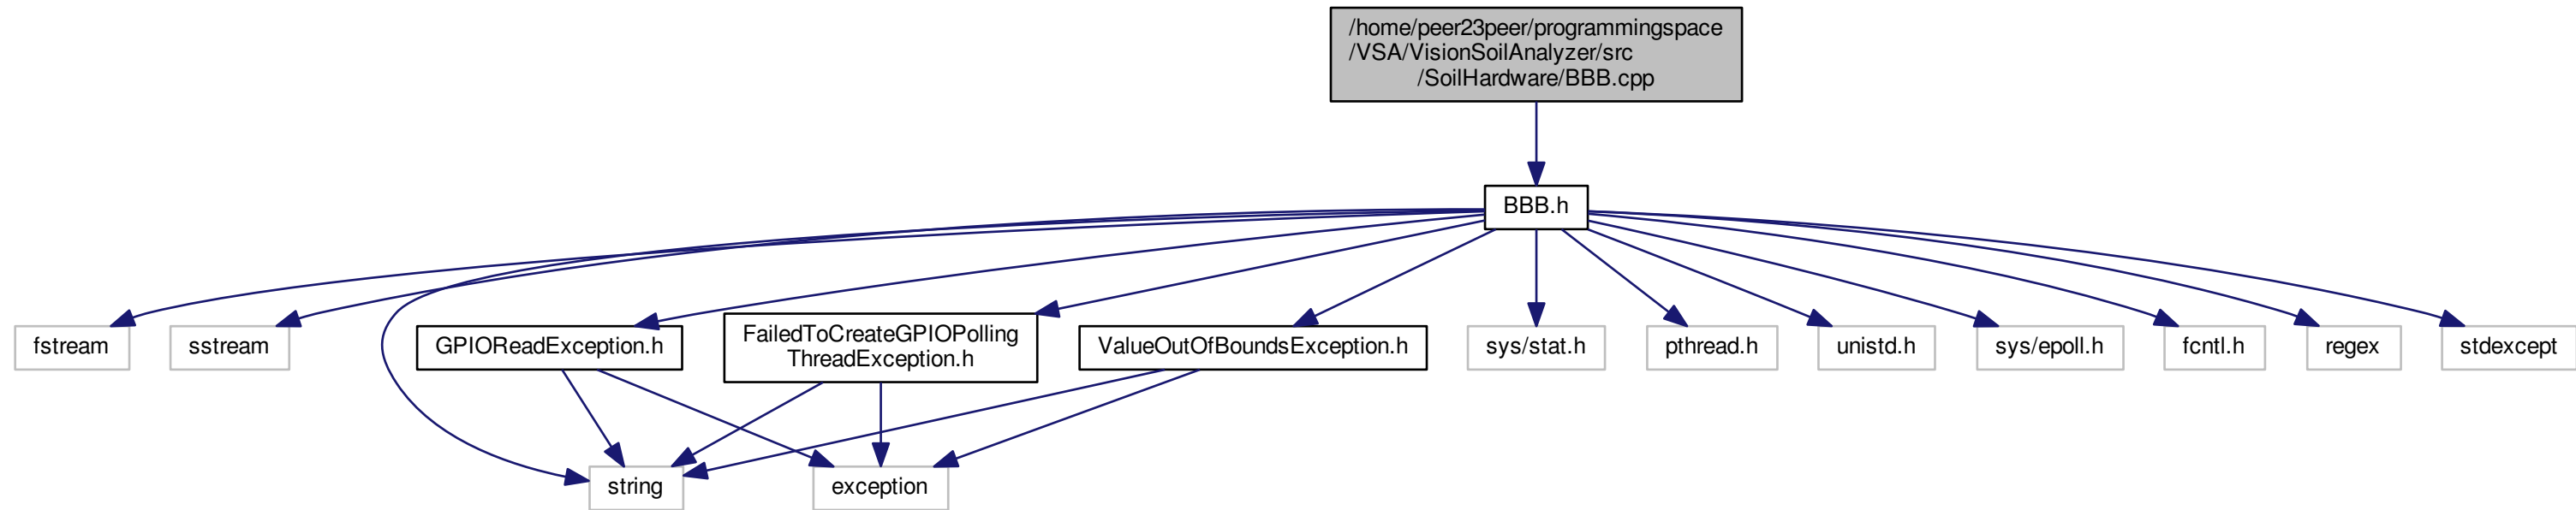 /home/peer23peer/programmingspace
/VSA/VisionSoilAnalyzer/src
/SoilHardware/BBB.cpp
BBB.h
fstream
sstream
GPIOReadException.h
FailedToCreateGPIOPolling
ThreadException.h
ValueOutOfBoundsException.h
sys/stat.h
pthread.h
unistd.h
sys/epoll.h
fcntl.h
regex
stdexcept
string
exception